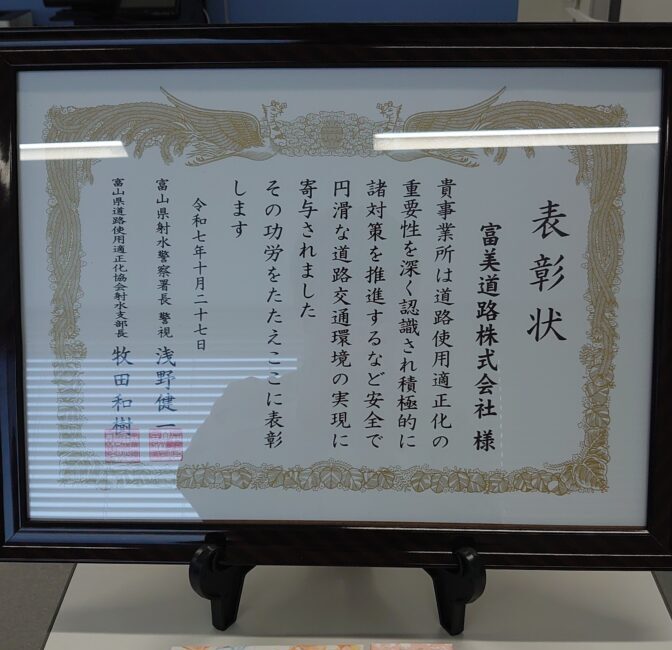 表彰状
富美道路株式会社 様
貴事業所は道路使用適正化の
重要性を深く認識され積極的に
諸対策を推進するなど安全で
円滑な道路交通環境の実現に
寄与されました
その功労をたたえここに表彰
します
令和七年十月二十七日
富山県射水警察署長 警視 浅野健一
富山県道路使用適正化協会射水支部長 牧田和樹